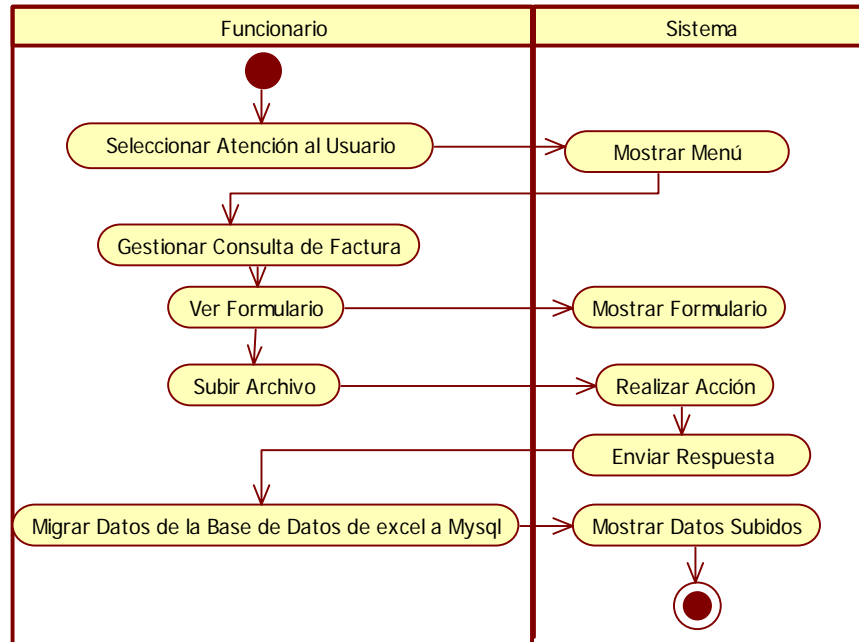 Funcionario
Sistema
Seleccionar Atención al Usuario
Mostrar Menú
Gestionar Consulta de Factura
Ver Formulario
Mostrar Formulario
Subir Archivo
Realizar Acción
Enviar Respuesta
Migrar Datos de la Base de Datos de excel a Mysql
Mostrar Datos Subidos